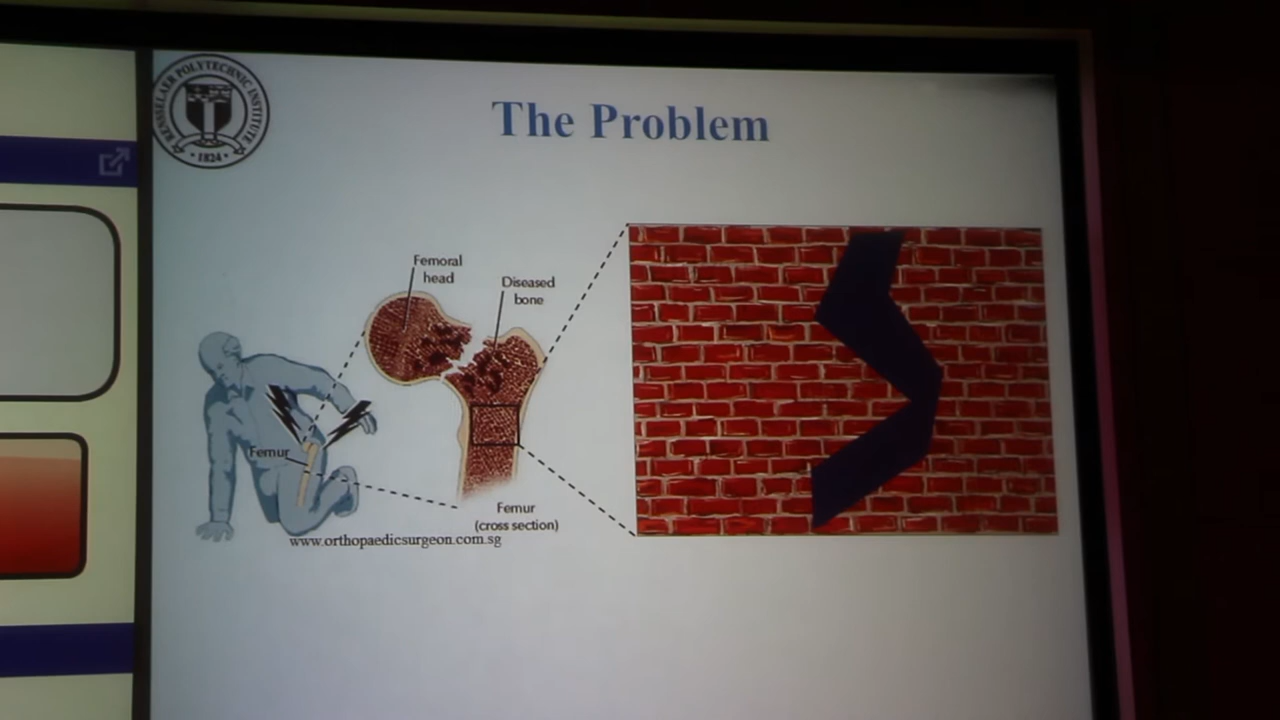 RENSSELAER POLYTECHNIC INSTITUTE
1824
The Problem
Femoral
head
Diseased
bone
Femur
Femur
(cross section)
www.orthopaedicsurgeon.com.sg